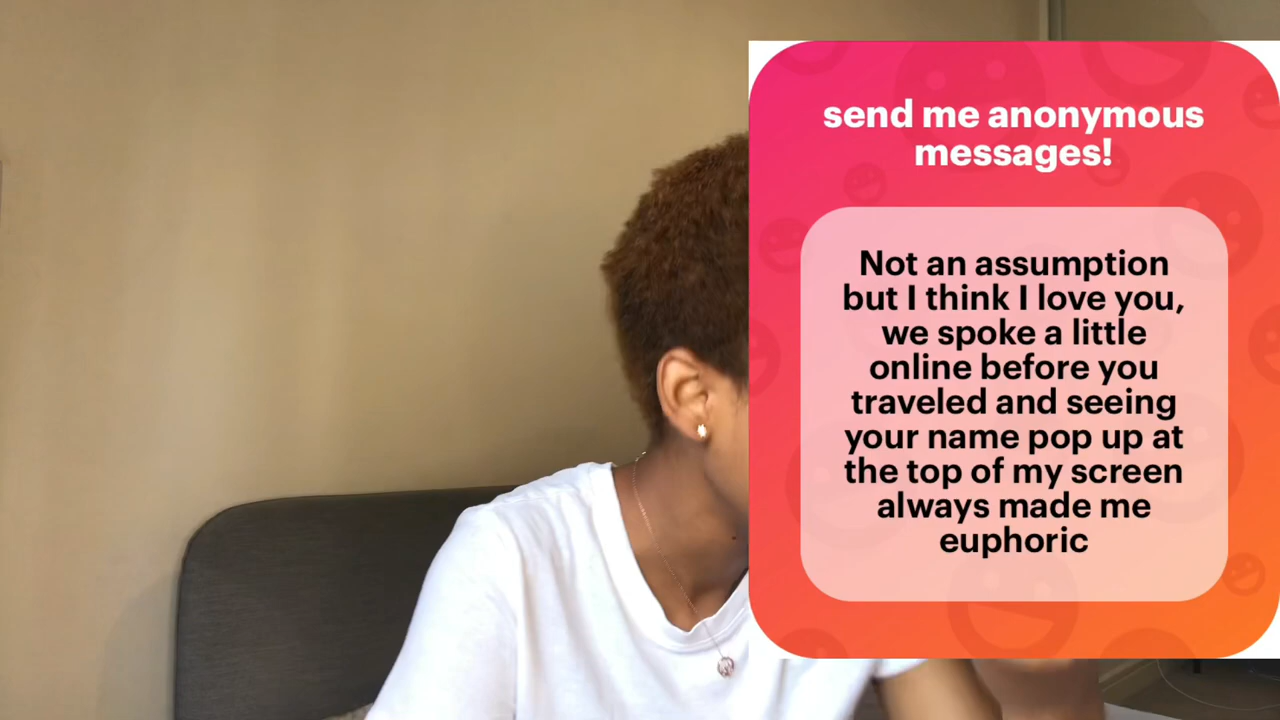 send me anonymous
messages!
Not an assumption
but I think I love you,
we spoke a little
online before you
traveled and seeing
your name pop up at
the top of my screen
always made me
euphoric